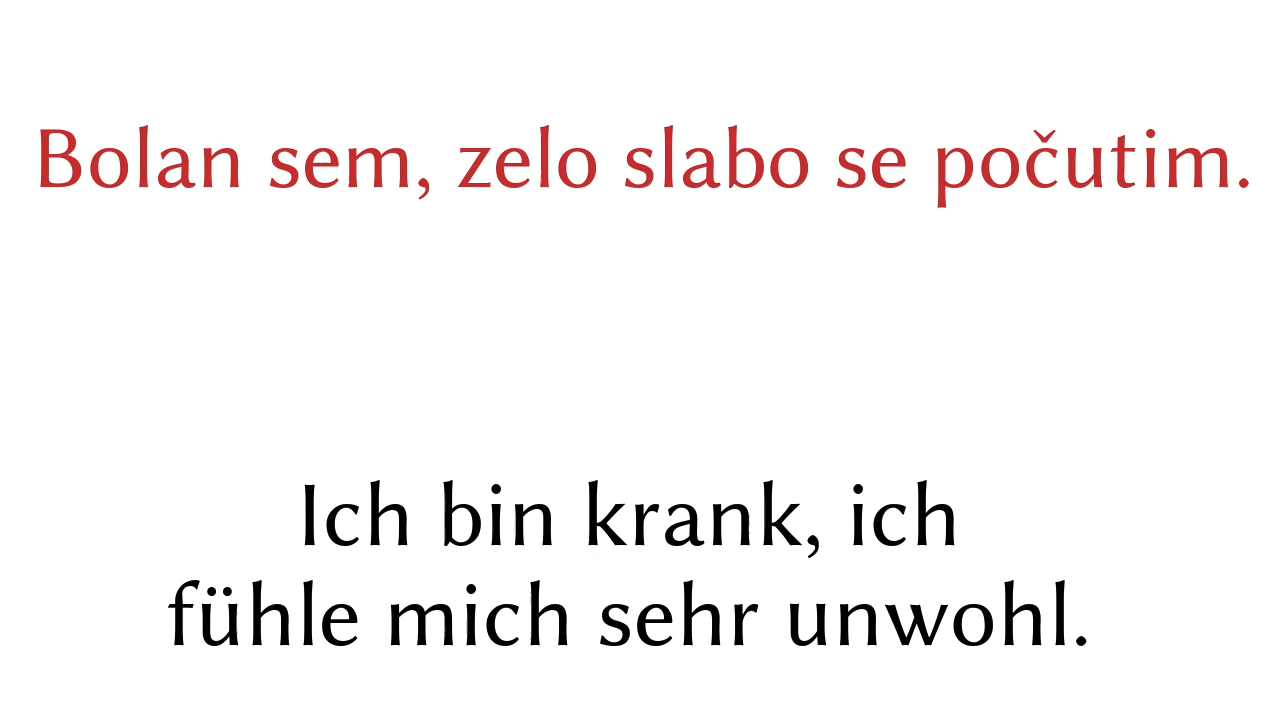 Bolan sem, zelo slabo se počutim.
Ich bin krank, ich
fühle mich sehr unwohl.